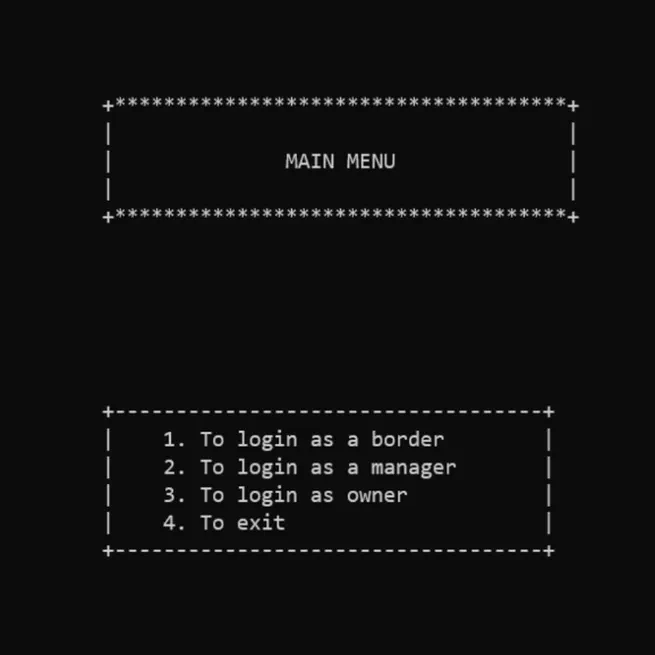 +*************************************+
|                                     |
|              MAIN MENU              |
|                                     |
+*************************************+
+-----------------------------------+
|    1. To login as a border        |
|    2. To login as a manager       |
|    3. To login as owner           |
|    4. To exit                     |
+-----------------------------------+